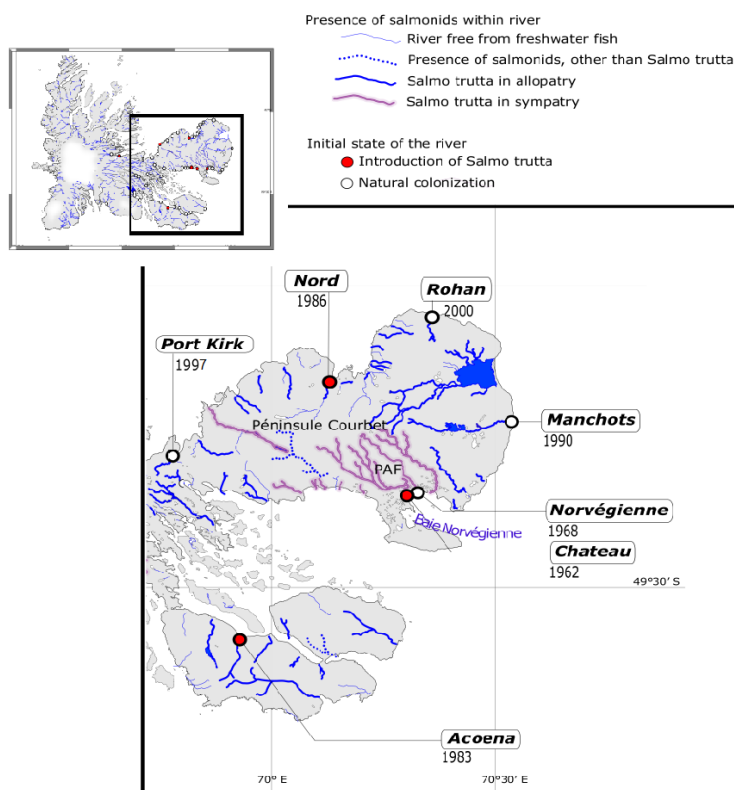 Presence of salmonids within river
River free from freshwater fish
Presence of salmonids, other than Salmo trutta
Salmo trutta in allopatry
Salmo trutta in sympatry
Initial state of the river
Introduction of Salmo trutta
Natural colonization
Nord
1986
Rohan
2000
Port Kirk
1997
Péninsule Courbet
Manchots
1990
PAF
Norvégienne
1968
Baie Norvégienne
Chateau
1962
49°30' S
Acoena
1983
70° E
70°30' E